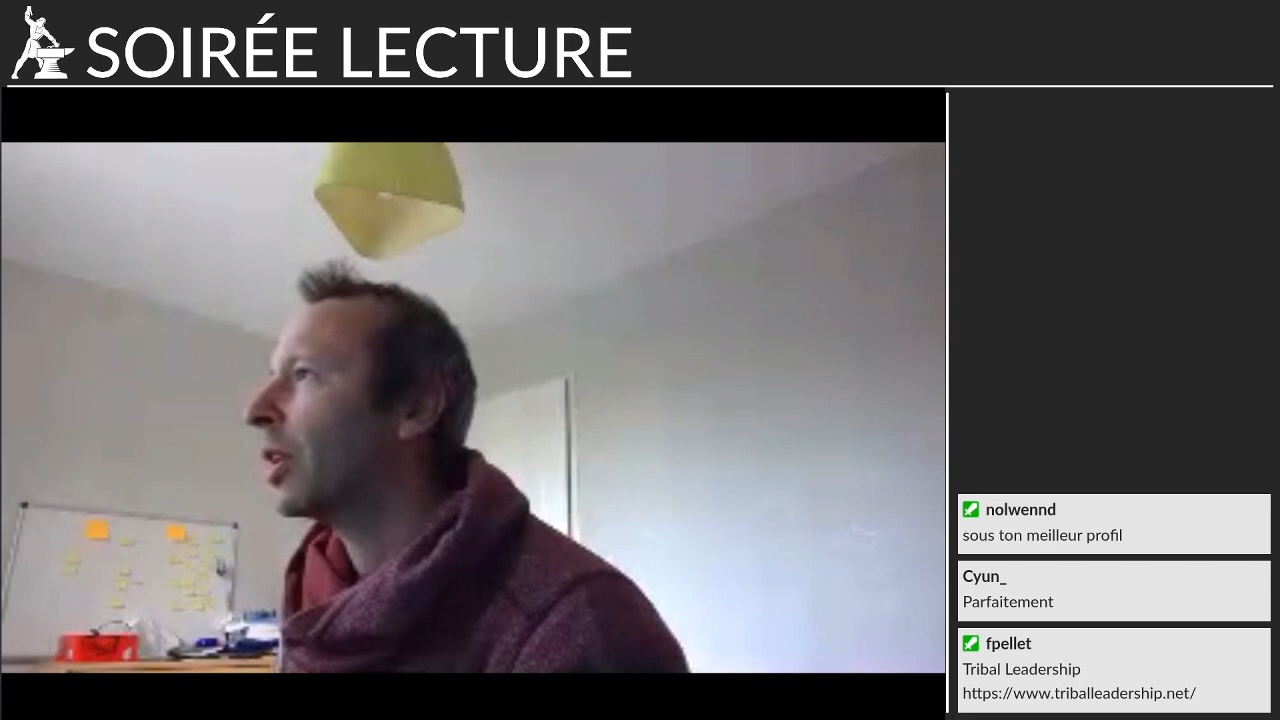 SOIRÉE LECTURE
nolwennd
sous ton meilleur profil
Cyun_
Parfaitement
fpellet
Tribal Leadership
https://www.triballeadership.net/